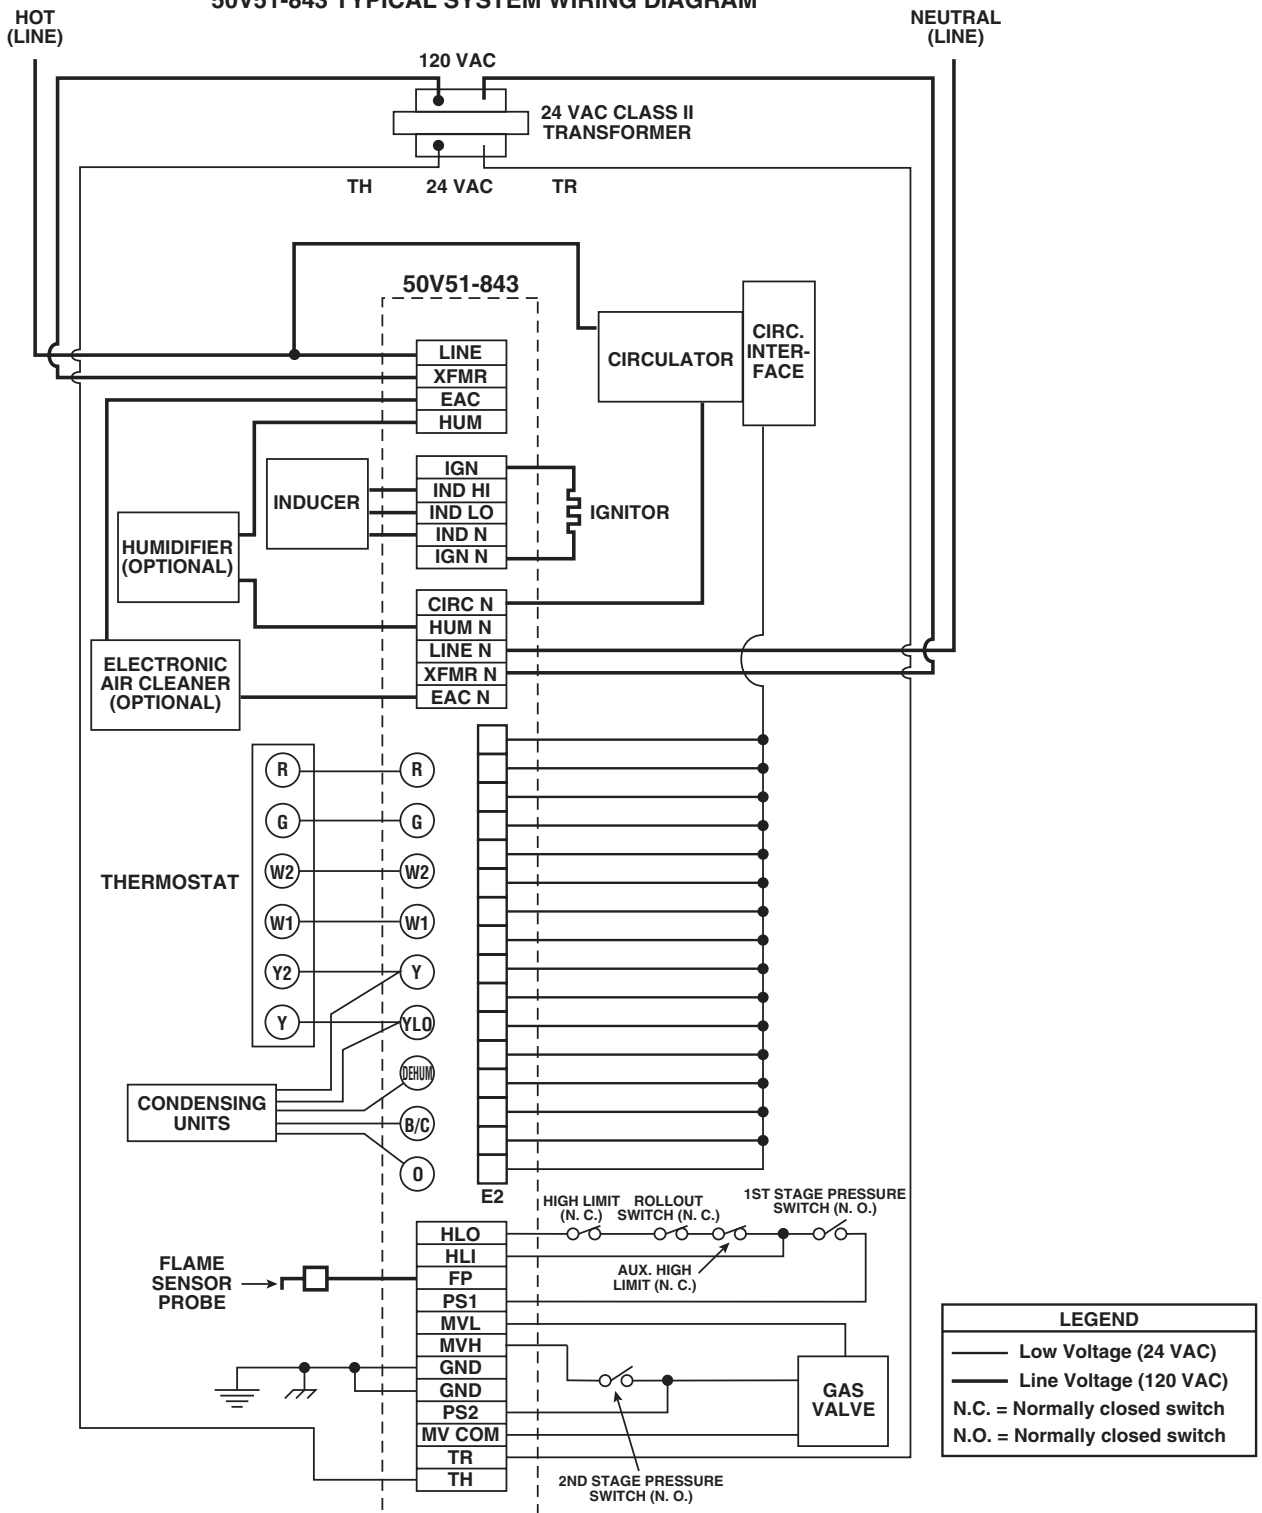 50V51-843 TYPICAL SYSTEM WIRING DIAGRAM
HOT
(LINE)
NEUTRAL
(LINE)
120 VAC
24 VAC CLASS II
TRANSFORMER
TH
24 VAC
TR
50V51-843
LINE
XFMR
EAC
HUM
CIRCULATOR
CIRC.
INTER-
FACE
INDUCER
IGN
IND HI
IND LO
IND N
IGN N
IGNITOR
HUMIDIFIER
(OPTIONAL)
CIRC N
HUM N
LINE N
XFMR N
EAC N
ELECTRONIC
AIR CLEANER
(OPTIONAL)
THERMOSTAT
R
G
W2
W1
Y2
Y
R
G
W2
W1
Y
YLO
DEHUM
B/C
O
CONDENSING
UNITS
E2
HIGH LIMIT
(N. C.)
ROLLOUT
SWITCH (N. C.)
1ST STAGE PRESSURE
SWITCH (N. O.)
AUX. HIGH
LIMIT (N. C.)
HLO
HLI
FP
PS1
MVL
MVH
GND
GND
PS2
MV COM
TR
TH
FLAME
SENSOR
PROBE
GAS
VALVE
2ND STAGE PRESSURE
SWITCH (N. O.)
LEGEND
Low Voltage (24 VAC)
Line Voltage (120 VAC)
N.C. = Normally closed switch
N.O. = Normally closed switch